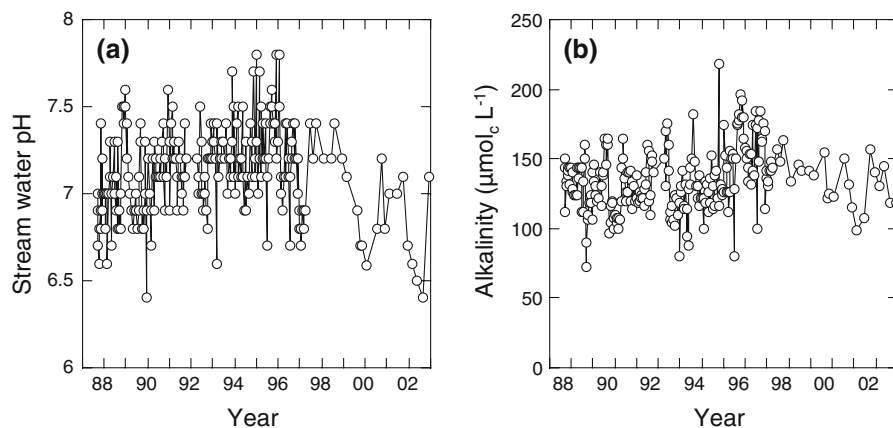 (a)
Stream water pH
8
7.5
7
6.5
6
88 90 92 94 96 98 00 02
Year
(b)
Alkalinity (μmol_c L⁻¹)
250
200
150
100
50
0
88 90 92 94 96 98 00 02
Year